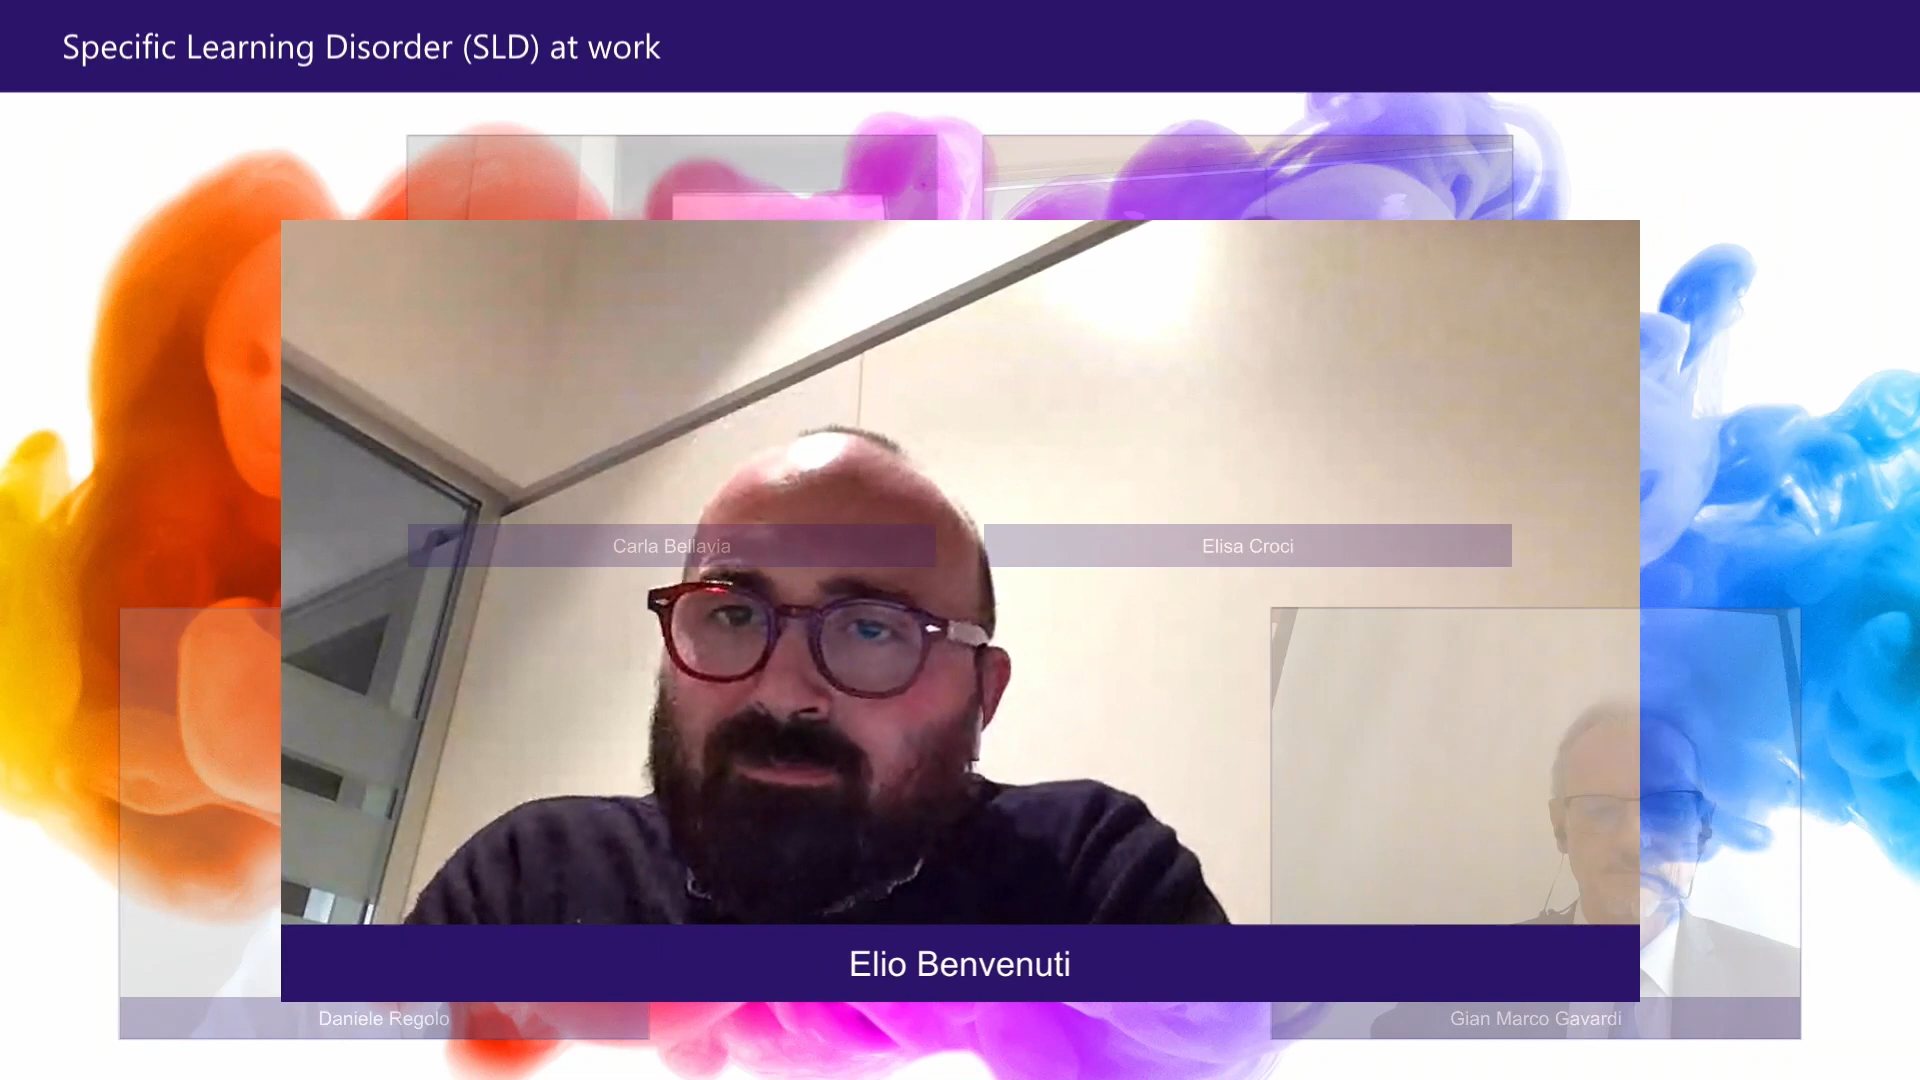 Specific Learning Disorder (SLD) at work
Carla Bellavia
Elisa Croci
Elio Benvenuti
Daniele Regolo
Gian Marco Gavardi